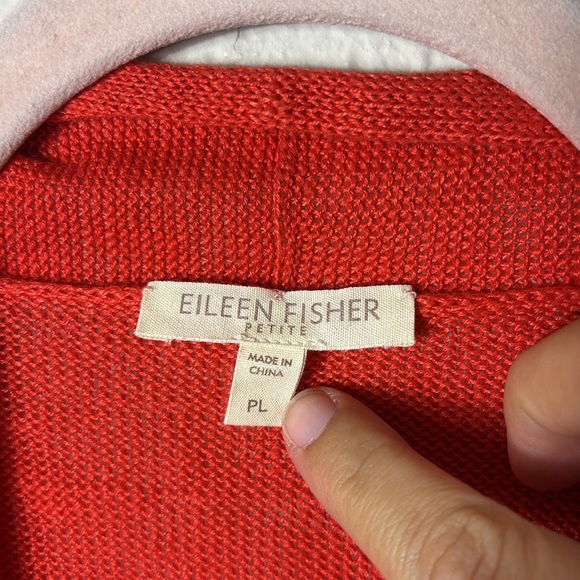 EILEEN FISHER
PETITE
MADE IN
CHINA
PL